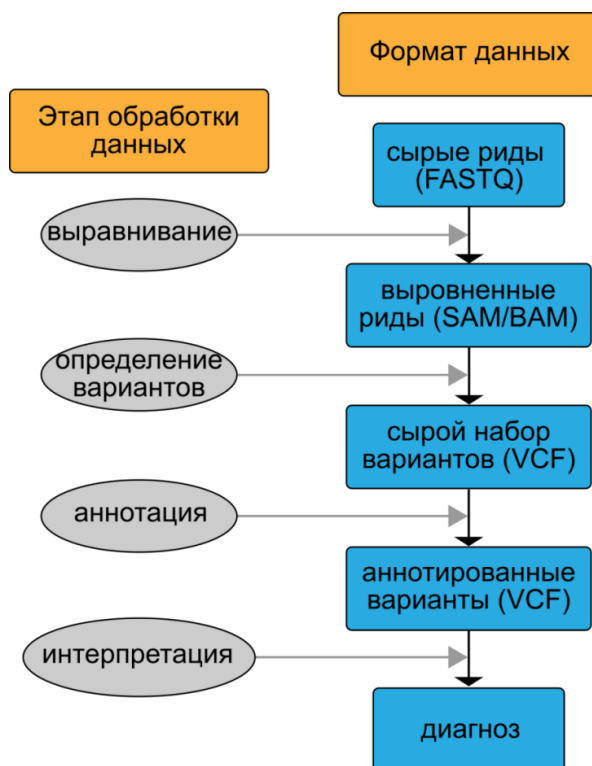 Формат данных
Этап обработки
данных
сырые риды
(FASTQ)
выравнивание
выровненные
риды (SAM/BAM)
определение
вариантов
сырой набор
вариантов (VCF)
аннотация
аннотированные
варианты (VCF)
интерпретация
диагноз